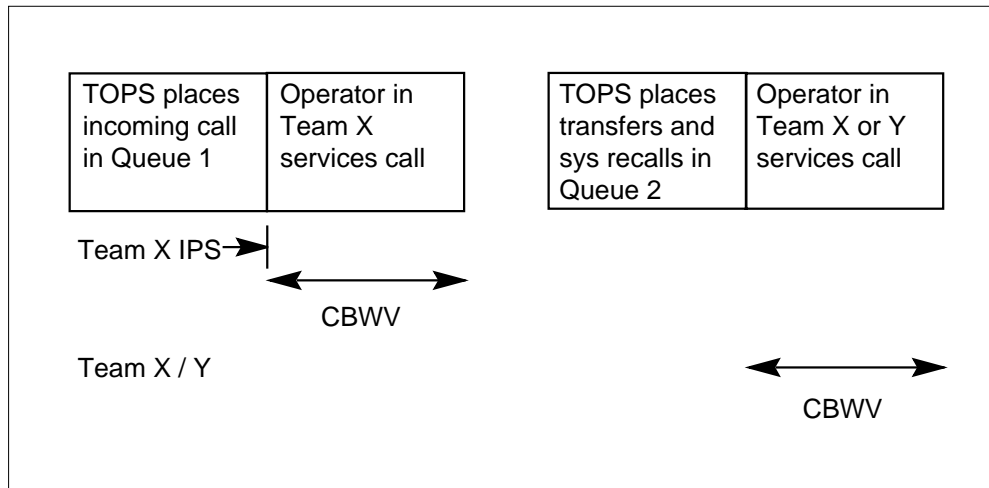 TOPS places
incoming call
in Queue 1
Operator in
Team X
services call
TOPS places
transfers and
sys recalls in
Queue 2
Operator in
Team X or Y
services call
Team X IPS
CBWV
Team X / Y
CBWV